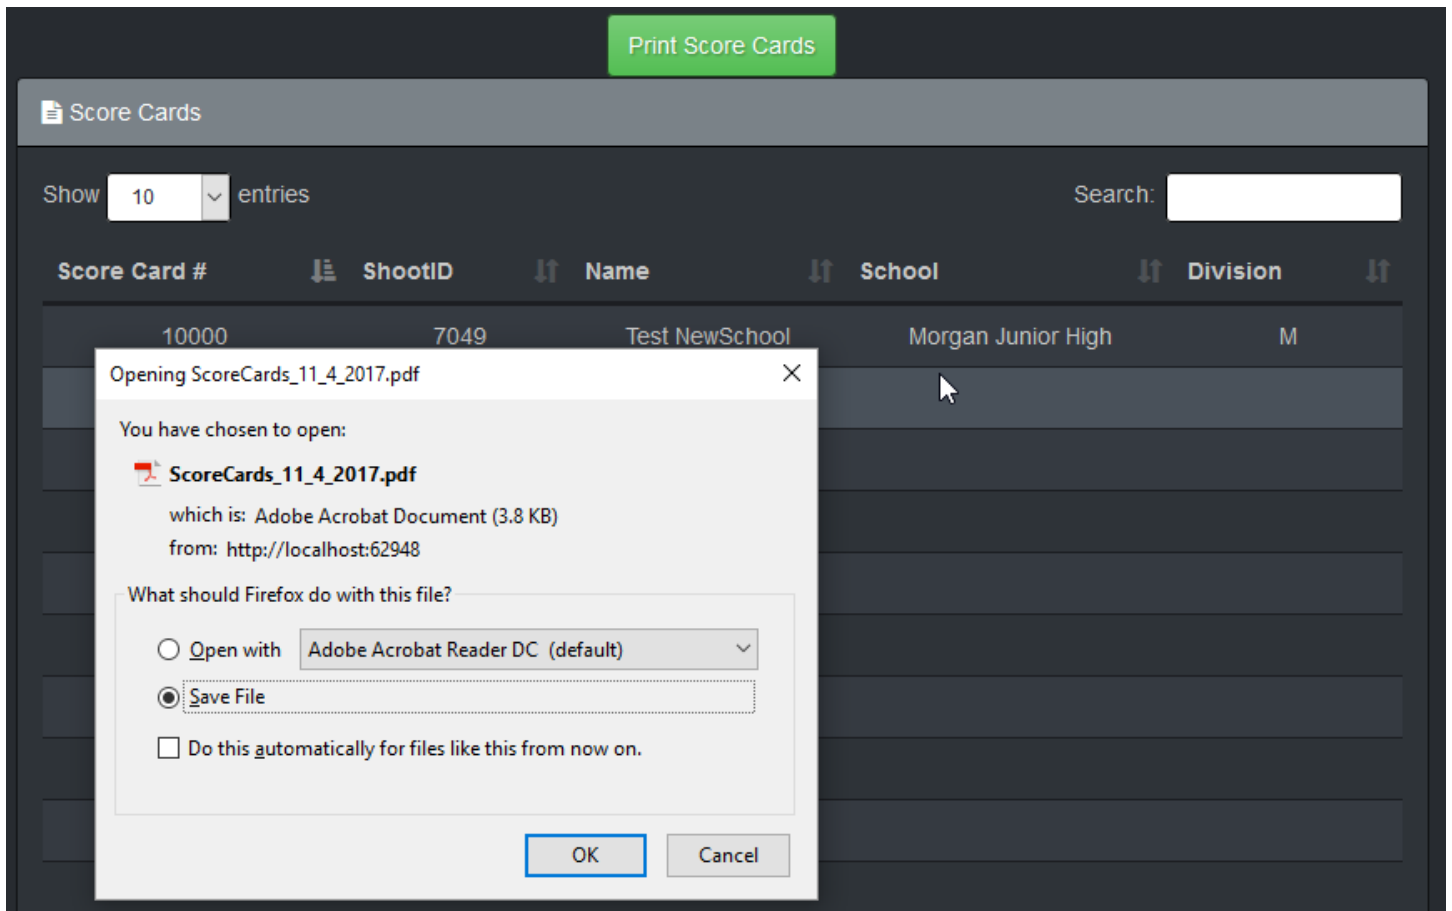 Print Score Cards
Score Cards
Show 10 entries Search:
Score Card # ShootID Name School Division
10000 7049 Test NewSchool Morgan Junior High M
Opening ScoreCards_11_4_2017.pdf
You have chosen to open:
ScoreCards_11_4_2017.pdf
which is: Adobe Acrobat Document (3.8 KB)
from: http://localhost:62948
What should Firefox do with this file?
Open with Adobe Acrobat Reader DC (default)
Save File
Do this automatically for files like this from now on.
OK Cancel